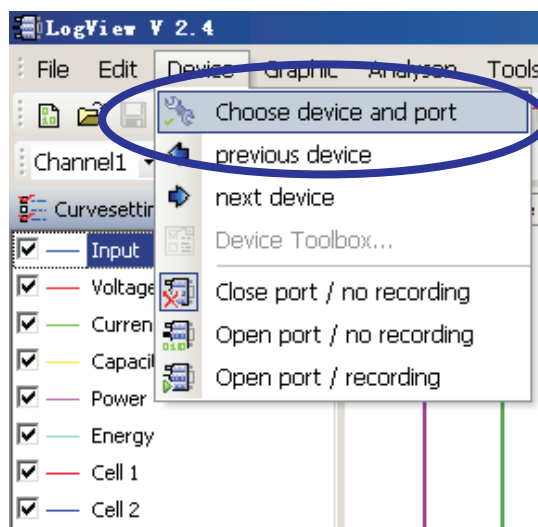 LogView V 2.4
File Edit Device Graphic Analysen Tools
Choose device and port
Channel1 previous device
Curvesettin next device
Input Device Toolbox...
Voltage Close port / no recording
Curren Open port / no recording
Capacit Open port / recording
Power
Energy
Cell 1
Cell 2